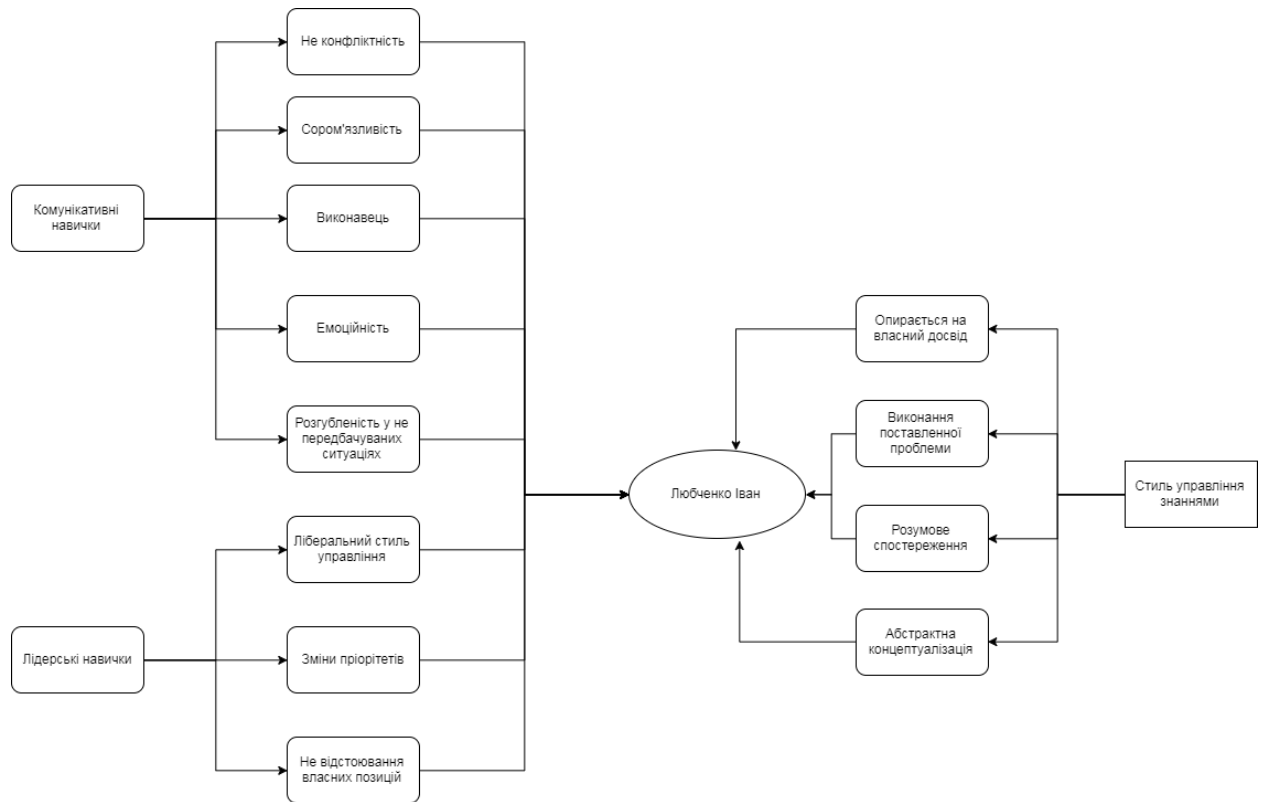 Не конфліктність
Сором'язливість
Комунікативні
навички
Виконавець
Емоційність
Розгубленість у не
передбачуваних
ситуаціях
Ліберальний стиль
управління
Лідерські навички
Зміни пріорітетів
Не відстоювання
власних позицій
Любченко Іван
Опирається на
власний досвід
Виконання
поставленної
проблеми
Розумове
спостереження
Абстрактна
концептуалізація
Стиль управління
знаннями